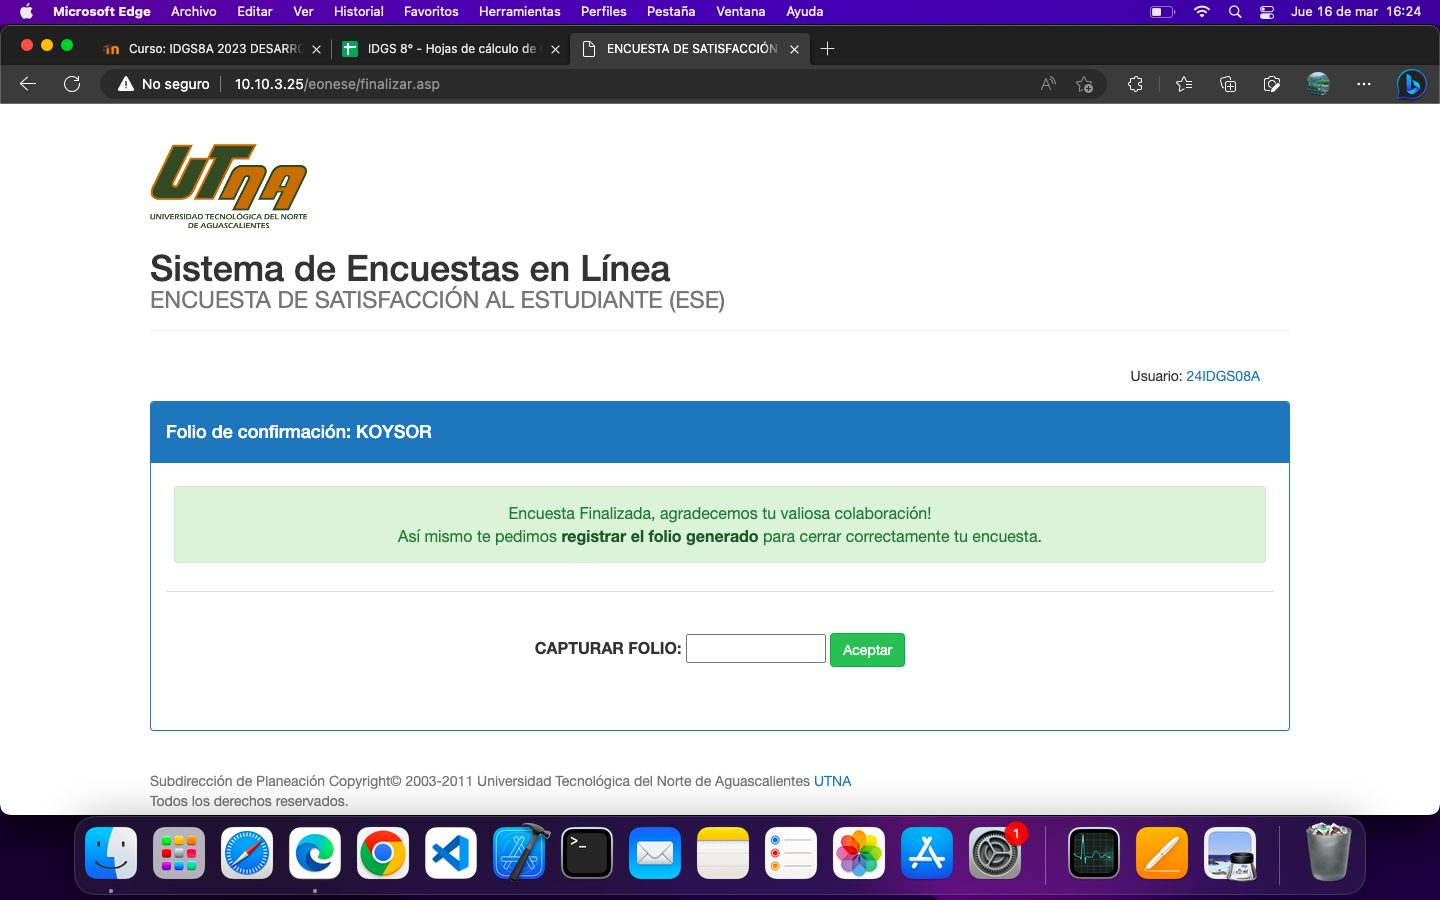 Microsoft Edge Archivo Editar Ver Historial Favoritos Herramientas Perfiles Pestaña Ventana Ayuda Jue 16 de mar 16:24
Curso: IDGS8A 2023 DESARRO
IDGS 8° - Hojas de cálculo de
ENCUESTA DE SATISFACCIÓN
No seguro 10.10.3.25/eonese/finalizar.asp
UTNA
UNIVERSIDAD TECNOLÓGICA DEL NORTE
DE AGUASCALIENTES
Sistema de Encuestas en Línea
ENCUESTA DE SATISFACCIÓN AL ESTUDIANTE (ESE)
Usuario: 24IDGS08A
Folio de confirmación: KOYSOR
Encuesta Finalizada, agradecemos tu valiosa colaboración!
Así mismo te pedimos registrar el folio generado para cerrar correctamente tu encuesta.
CAPTURAR FOLIO: Aceptar
Subdirección de Planeación Copyright© 2003-2011 Universidad Tecnológica del Norte de Aguascalientes UTNA
Todos los derechos reservados.
1